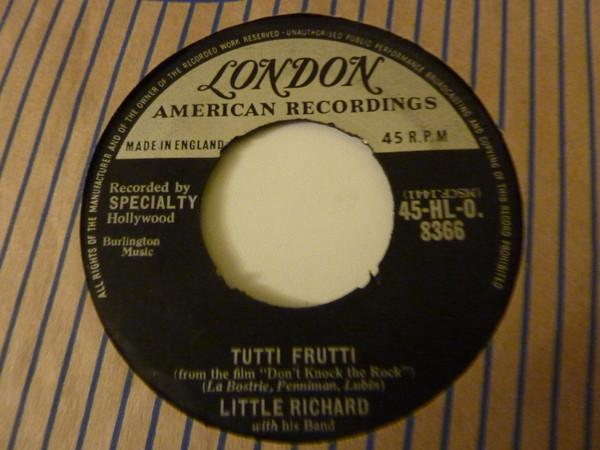 ALL RIGHTS OF THE MANUFACTURER AND OF THE OWNER OF THE RECORDED WORK RESERVED - UNAUTHORISED PUBLIC PERFORMANCE BROADCASTING AND COPYING OF THIS RECORD PROHIBITED
LONDON
AMERICAN RECORDINGS
MADE IN ENGLAND
45 R.P.M
Recorded by
SPECIALTY
Hollywood
Burlington
Music
(MSCF.1441)
45-HL-O.
8366
TUTTI FRUTTI
(from the film "Don't Knock the Rock")
(La Bostrie, Penniman, Lubin)
LITTLE RICHARD
with his Band